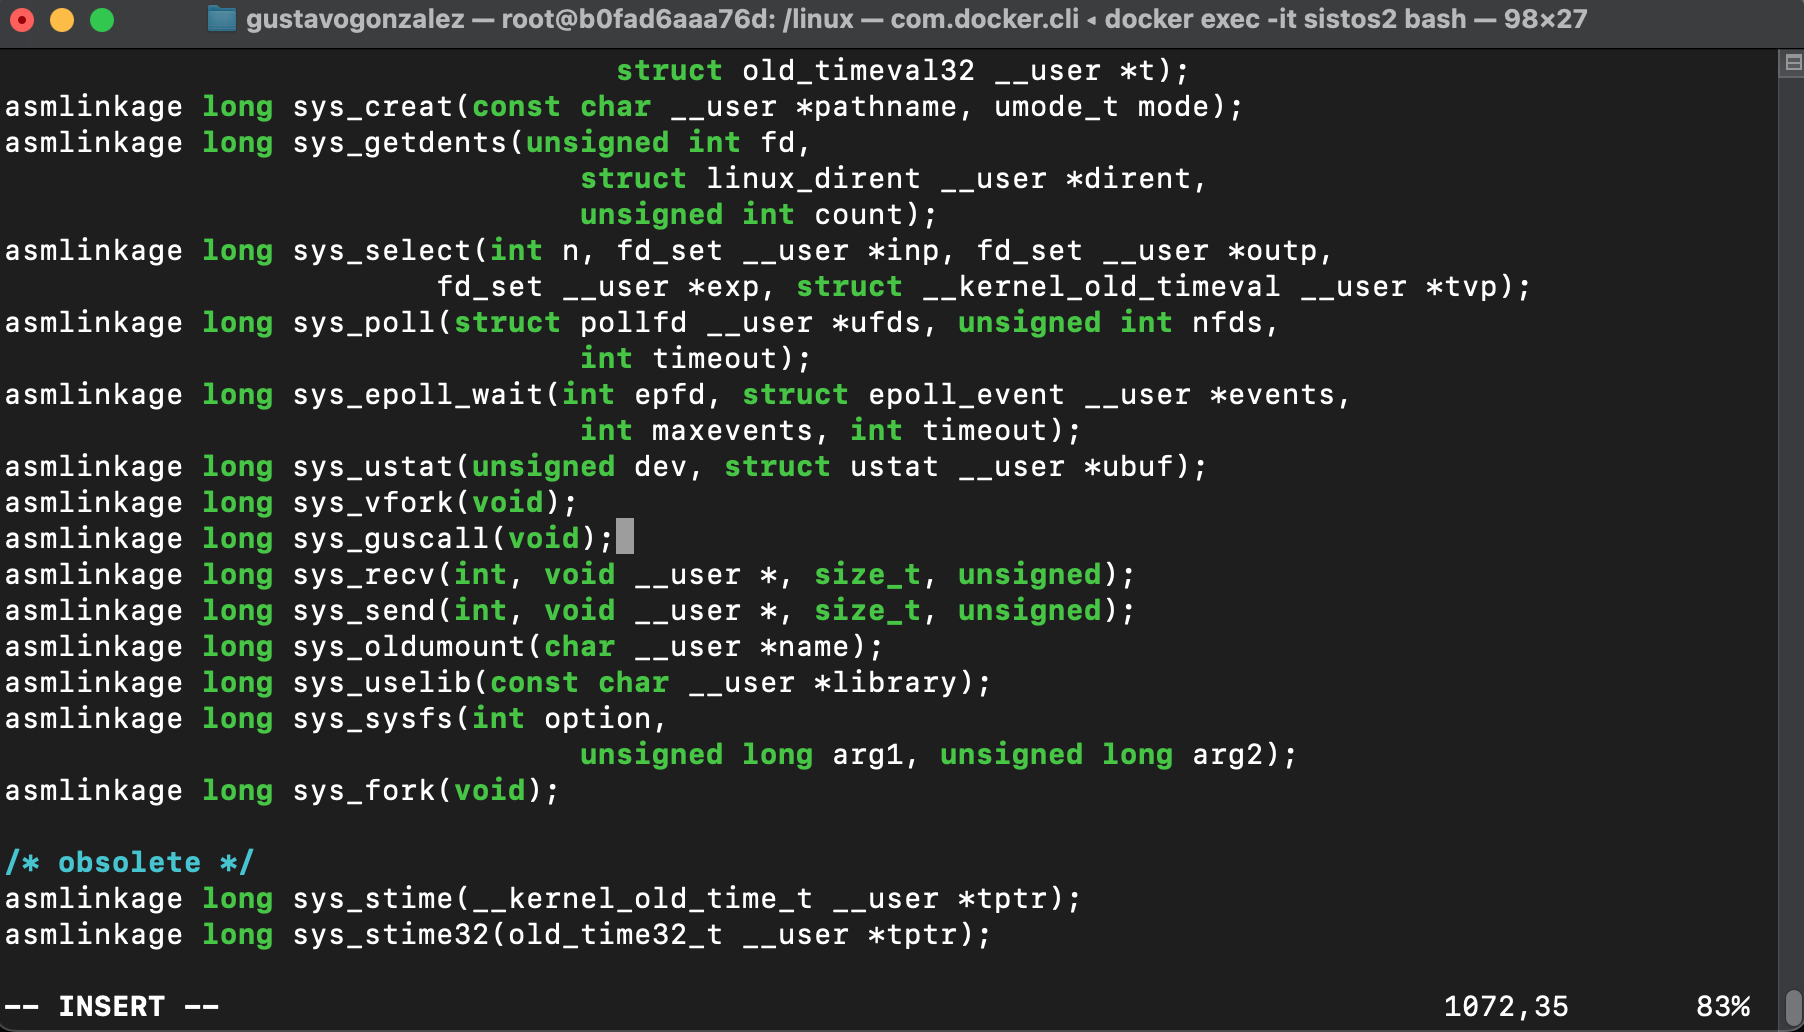 gustavogonzalez — root@b0fad6aaa76d: /linux — com.docker.cli ◂ docker exec -it sistos2 bash — 98×27
                                  struct old_timeval32 __user *t);
asmlinkage long sys_creat(const char __user *pathname, umode_t mode);
asmlinkage long sys_getdents(unsigned int fd,
                                struct linux_dirent __user *dirent,
                                unsigned int count);
asmlinkage long sys_select(int n, fd_set __user *inp, fd_set __user *outp,
                        fd_set __user *exp, struct __kernel_old_timeval __user *tvp);
asmlinkage long sys_poll(struct pollfd __user *ufds, unsigned int nfds,
                                int timeout);
asmlinkage long sys_epoll_wait(int epfd, struct epoll_event __user *events,
                                int maxevents, int timeout);
asmlinkage long sys_ustat(unsigned dev, struct ustat __user *ubuf);
asmlinkage long sys_vfork(void);
asmlinkage long sys_guscall(void);
asmlinkage long sys_recv(int, void __user *, size_t, unsigned);
asmlinkage long sys_send(int, void __user *, size_t, unsigned);
asmlinkage long sys_oldumount(char __user *name);
asmlinkage long sys_uselib(const char __user *library);
asmlinkage long sys_sysfs(int option,
                                unsigned long arg1, unsigned long arg2);
asmlinkage long sys_fork(void);

/* obsolete */
asmlinkage long sys_stime(__kernel_old_time_t __user *tptr);
asmlinkage long sys_stime32(old_time32_t __user *tptr);

-- INSERT --                                                                    1072,35       83%